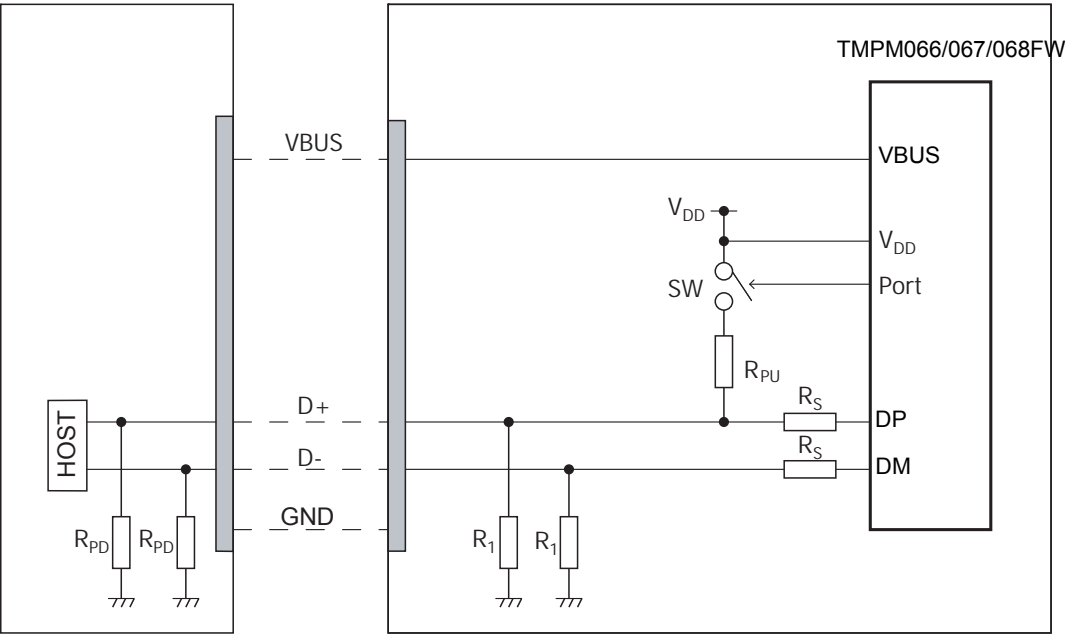 TMPM066/067/068FW
VBUS
VBUS
VDD
VDD
SW
Port
RPU
D+
RS
DP
HOST
D-
RS
DM
GND
RPD
RPD
R1
R1